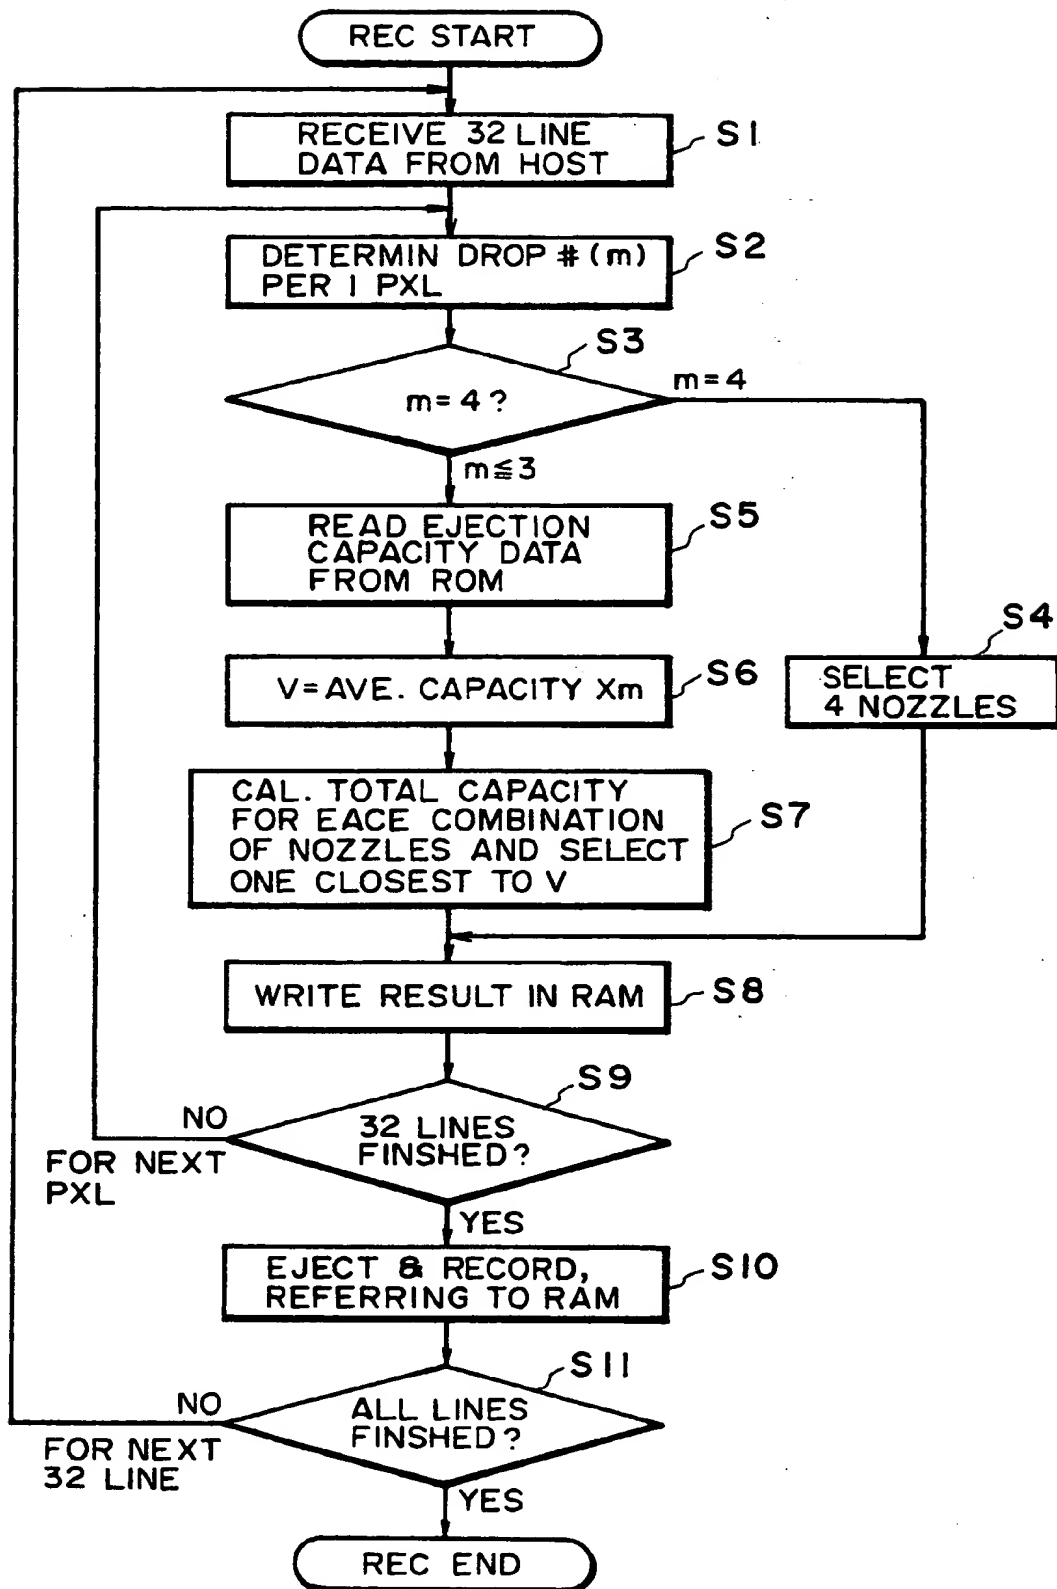 REC START
RECEIVE 32 LINE
DATA FROM HOST
S1
DETERMIN DROP # (m)
PER 1 PXL
S2
S3
m=4?
m=4
m≦3
READ EJECTION
CAPACITY DATA
FROM ROM
S5
S4
SELECT
4 NOZZLES
V=AVE. CAPACITY Xm
S6
CAL. TOTAL CAPACITY
FOR EACE COMBINATION
OF NOZZLES AND SELECT
ONE CLOSEST TO V
S7
WRITE RESULT IN RAM
S8
S9
32 LINES
FINSHED?
NO
FOR NEXT
PXL
YES
EJECT & RECORD,
REFERRING TO RAM
S10
S11
ALL LINES
FINSHED?
NO
FOR NEXT
32 LINE
YES
REC END